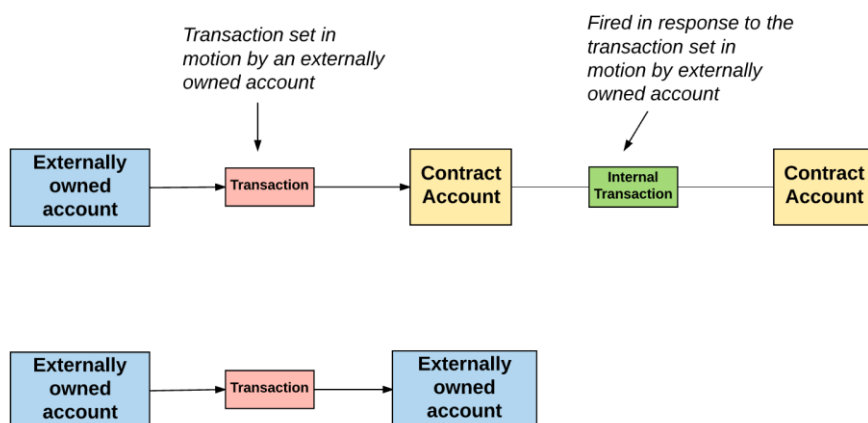 Transaction set in
motion by an externally
owned account
Fired in response to the
transaction set in
motion by externally
owned account
Externally
owned
account
Transaction
Contract
Account
Internal
Transaction
Contract
Account
Externally
owned
account
Transaction
Externally
owned
account